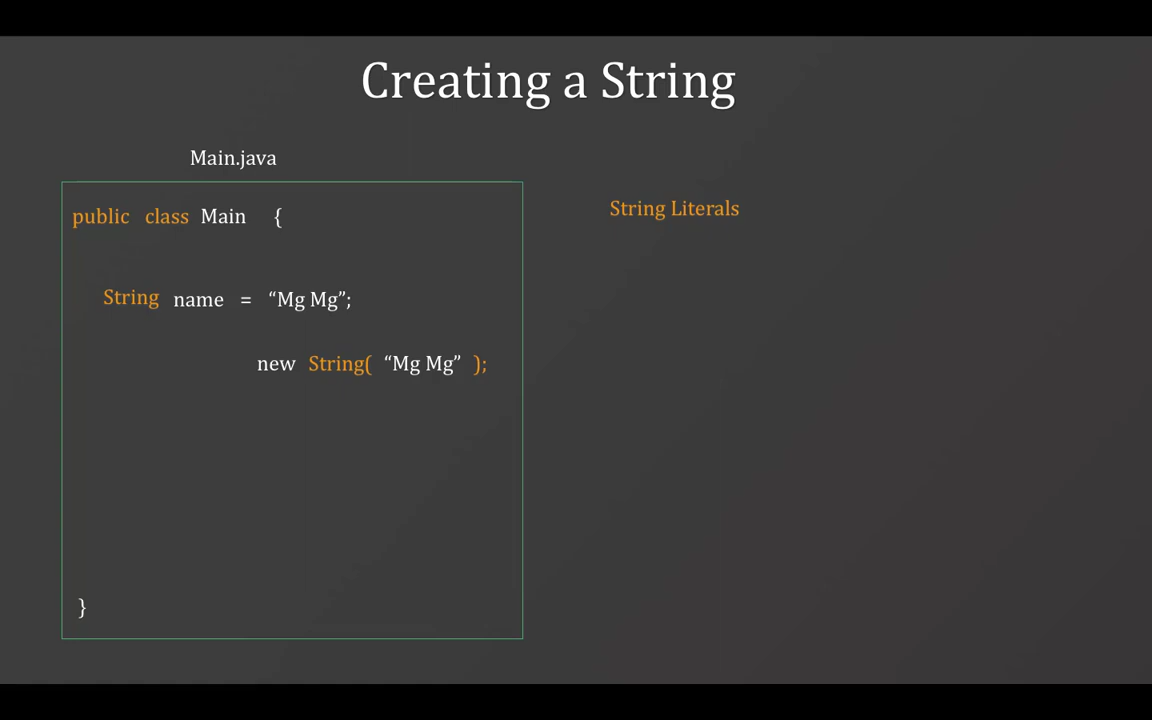 Creating a String
Main.java
public class Main {
String name = “Mg Mg”;
new String( “Mg Mg” );
}
String Literals